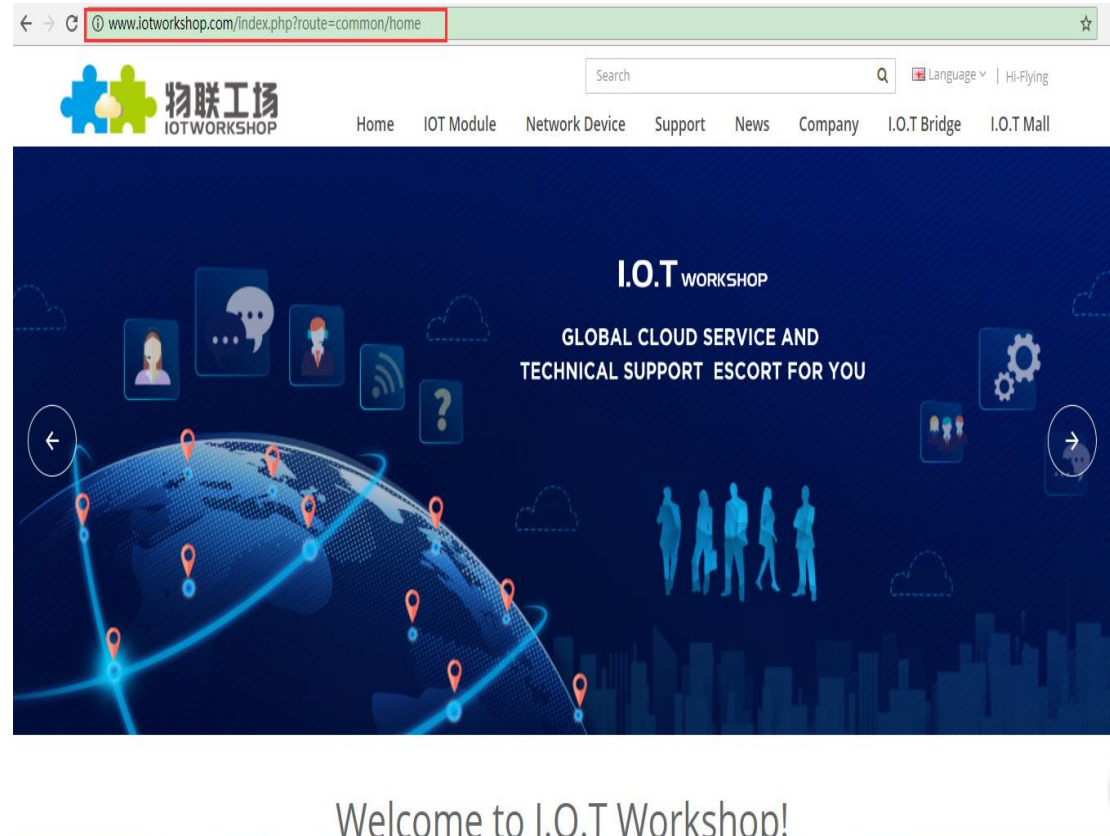 www.iotworkshop.com/index.php?route=common/home
Search
Language
Hi-Flying
物联工场
IOTWORKSHOP
Home IOT Module Network Device Support News Company I.O.T Bridge I.O.T Mall
I.O.T WORKSHOP
GLOBAL CLOUD SERVICE AND
TECHNICAL SUPPORT ESCORT FOR YOU
?
Welcome to I.O.T Workshop!